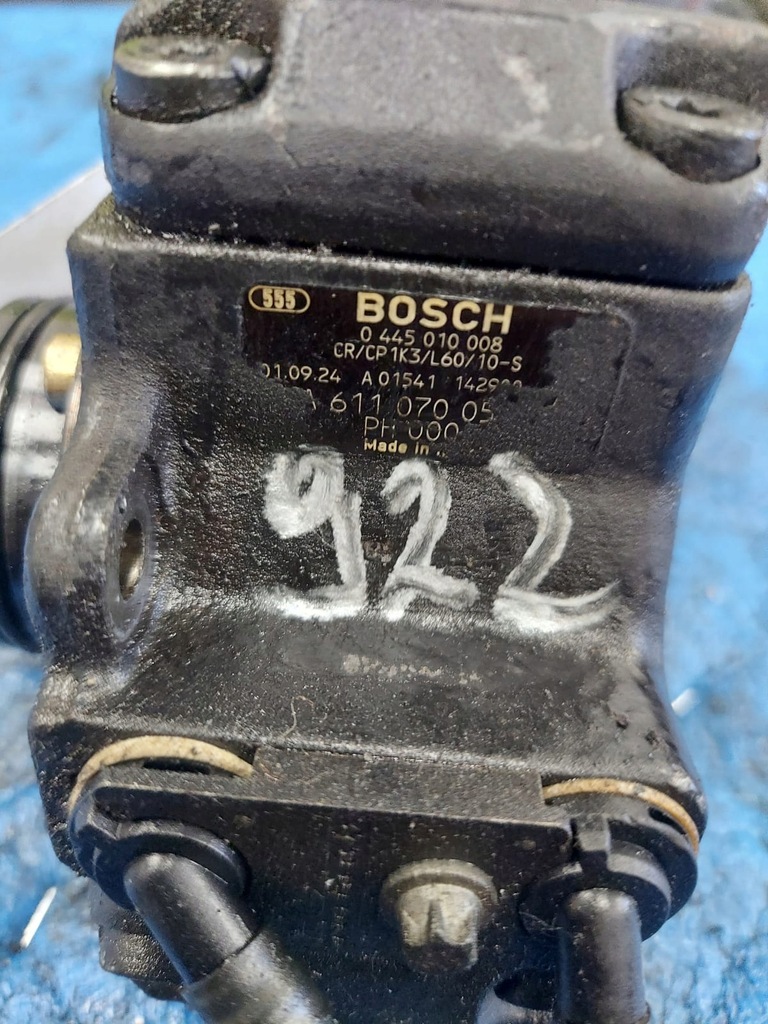 555 BOSCH
0 445 010 008
CR/CP1K3/L60/10-S
01.09.24 A 01541
611 070 05
000
Made in
922